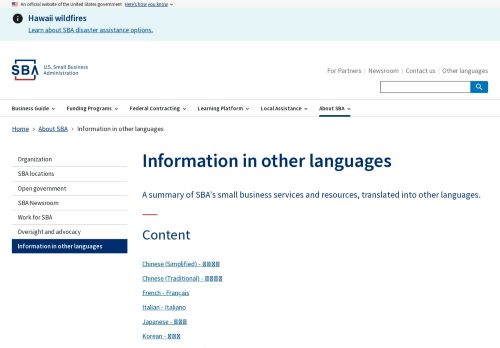 An official website of the United States government Here's how you know
Hawaii wildfires
Learn about SBA disaster assistance options.
SBA U.S. Small Business Administration
For Partners Newsroom Contact us Other languages
Search
Business Guide Funding Programs Federal Contracting Learning Platform Local Assistance About SBA
Home About SBA Information in other languages
Organization
SBA locations
Open government
SBA Newsroom
Work for SBA
Oversight and advocacy
Information in other languages
Information in other languages
A summary of SBA's small business services and resources, translated into other languages.
Content
Chinese (Simplified) -
Chinese (Traditional) -
French - Français
Italian - Italiano
Japanese -
Korean -